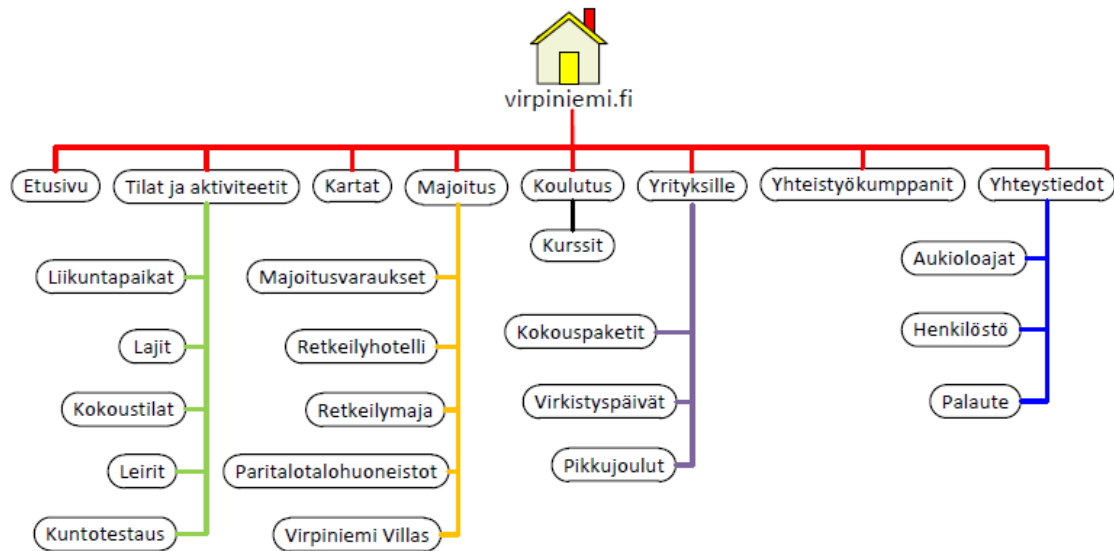 virpiniemi.fi
Etusivu
Tilat ja aktiviteetit
Kartat
Majoitus
Koulutus
Yrityksille
Yhteistyökumppanit
Yhteystiedot
Liikuntapaikat
Lajit
Kokoustilat
Leirit
Kuntotestaus
Majoitusvaraukset
Retkeilyhotelli
Retkeilymaja
Paritalotalohuoneistot
Virpiniemi Villas
Kurssit
Kokouspaketit
Virkistyspäivät
Pikkujoulut
Aukioloajat
Henkilöstö
Palaute